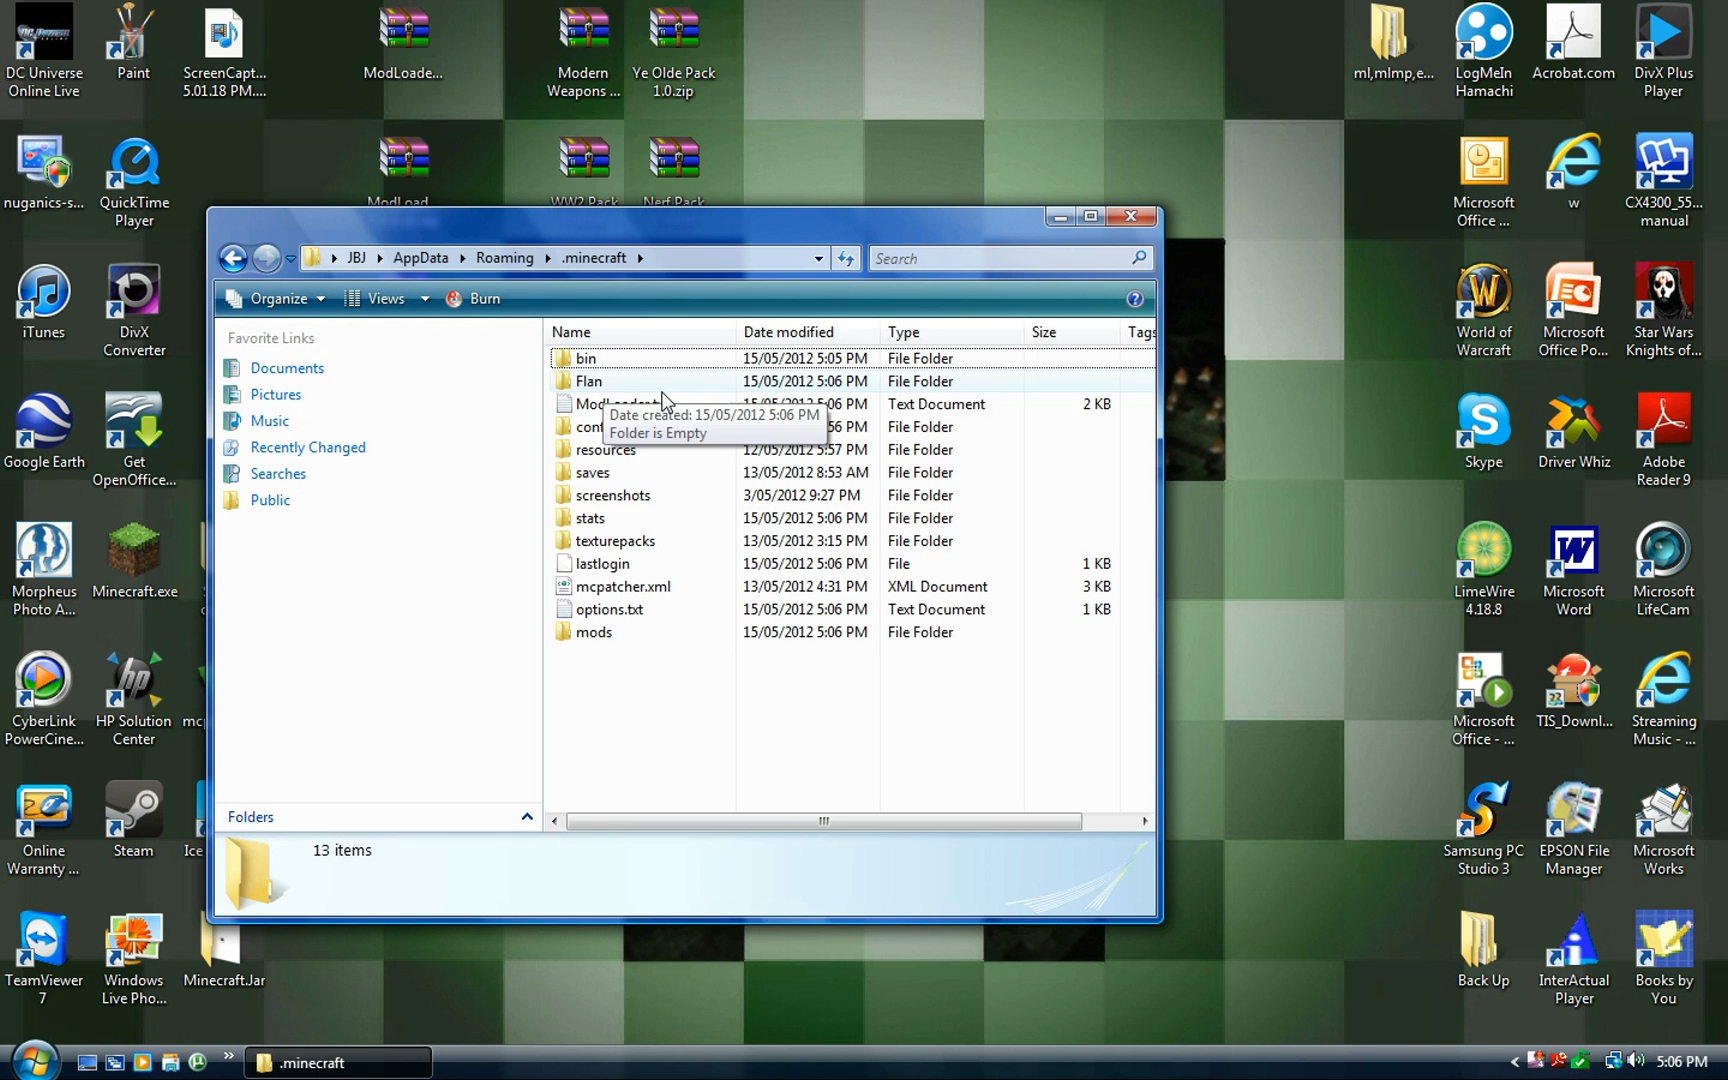 DC Universe
Online Live
Paint
ScreenCapt...
5.01.18 PM....
ModLoade...
Modern
Weapons ...
Ye Olde Pack
1.0.zip
ml,mlmp,e...
LogMeIn
Hamachi
Acrobat.com
DivX Plus
Player
nuganics-s...
QuickTime
Player
ModLoad
WW2 Pack
Nerf Pack
Microsoft
Office ...
w
CX4300_55...
manual
JBJ
AppData
Roaming
.minecraft
Search
Organize
Views
Burn
iTunes
DivX
Converter
World of
Warcraft
Microsoft
Office Po...
Star Wars
Knights of...
Favorite Links
Documents
Pictures
Music
Recently Changed
Searches
Public
Name Date modified Type Size Tags
bin 15/05/2012 5:05 PM File Folder
Flan 15/05/2012 5:06 PM File Folder
Text Document 2 KB
Date created: 15/05/2012 5:06 PM
Folder is Empty
File Folder
resources 12/05/2012 5:57 PM File Folder
saves 13/05/2012 8:53 AM File Folder
screenshots 3/05/2012 9:27 PM File Folder
stats 15/05/2012 5:06 PM File Folder
texturepacks 13/05/2012 3:15 PM File Folder
lastlogin 15/05/2012 5:06 PM File 1 KB
mcpatcher.xml 13/05/2012 4:31 PM XML Document 3 KB
options.txt 15/05/2012 5:06 PM Text Document 1 KB
mods 15/05/2012 5:06 PM File Folder
Google Earth
Get
OpenOffice...
Skype
Driver Whiz
Adobe
Reader 9
Morpheus
Photo A...
Minecraft.exe
LimeWire
4.18.8
Microsoft
Word
Microsoft
LifeCam
CyberLink
PowerCine...
HP Solution
Center
Microsoft
Office - ...
TIS_Downl...
Streaming
Music - ...
Folders
13 items
Online
Warranty ...
Steam
Ice
Samsung PC
Studio 3
EPSON File
Manager
Microsoft
Works
TeamViewer
7
Windows
Live Pho...
Minecraft.Jar
Back Up
InterActual
Player
Books by
You
.minecraft
5:06 PM